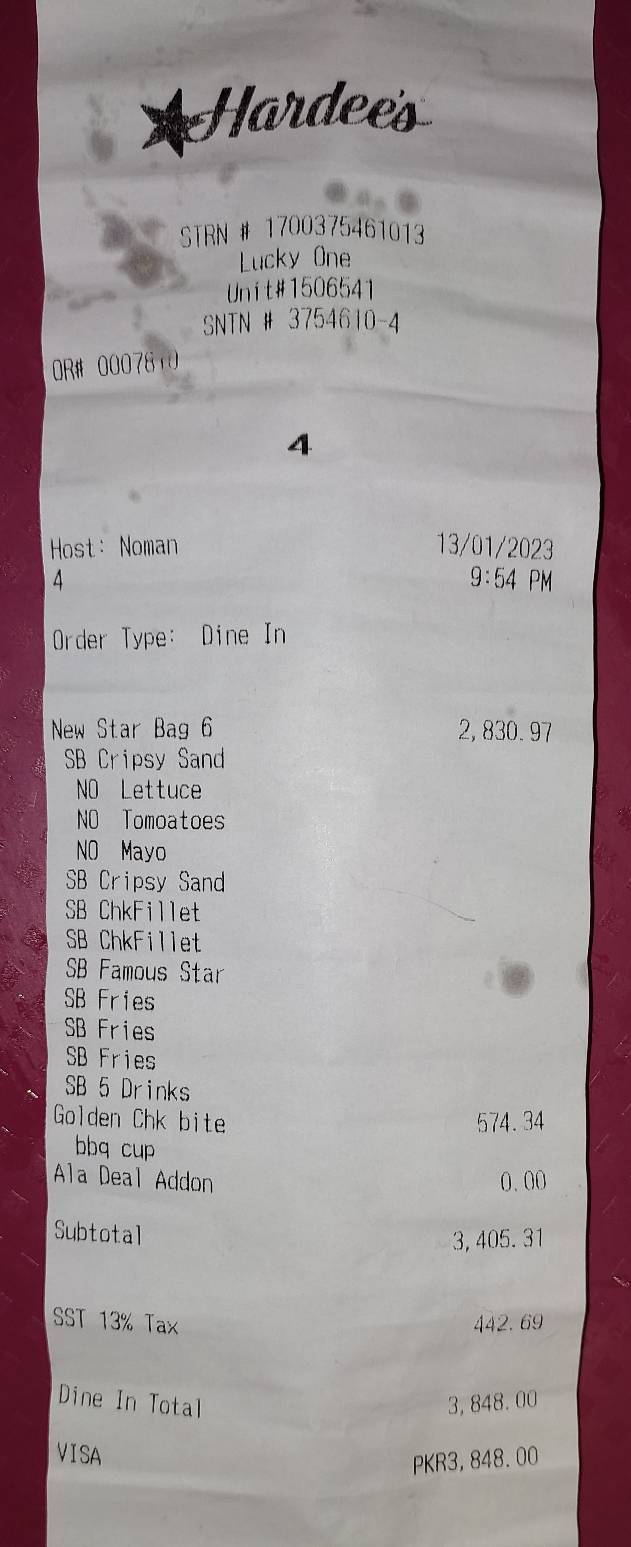 Hardee's
STRN # 1700375461013
Lucky One
Unit#1506541
SNTN # 3754610-4
OR#
4
Host: Noman 13/01/2023
4 9:54 PM
Order Type: Dine In
New Star Bag 6 2,830.97
SB Cripsy Sand
NO Lettuce
NO Tomoatoes
NO Mayo
SB Cripsy Sand
SB ChkFillet
SB ChkFillet
SB Famous Star
SB Fries
SB Fries
SB Fries
SB 5 Drinks
Golden Chk bite 574.34
bbq cup
Ala Deal Addon 0.00
Subtotal 3,405.31
SST 13% Tax 442.69
Dine In Total 3,848.00
VISA PKR3,848.00